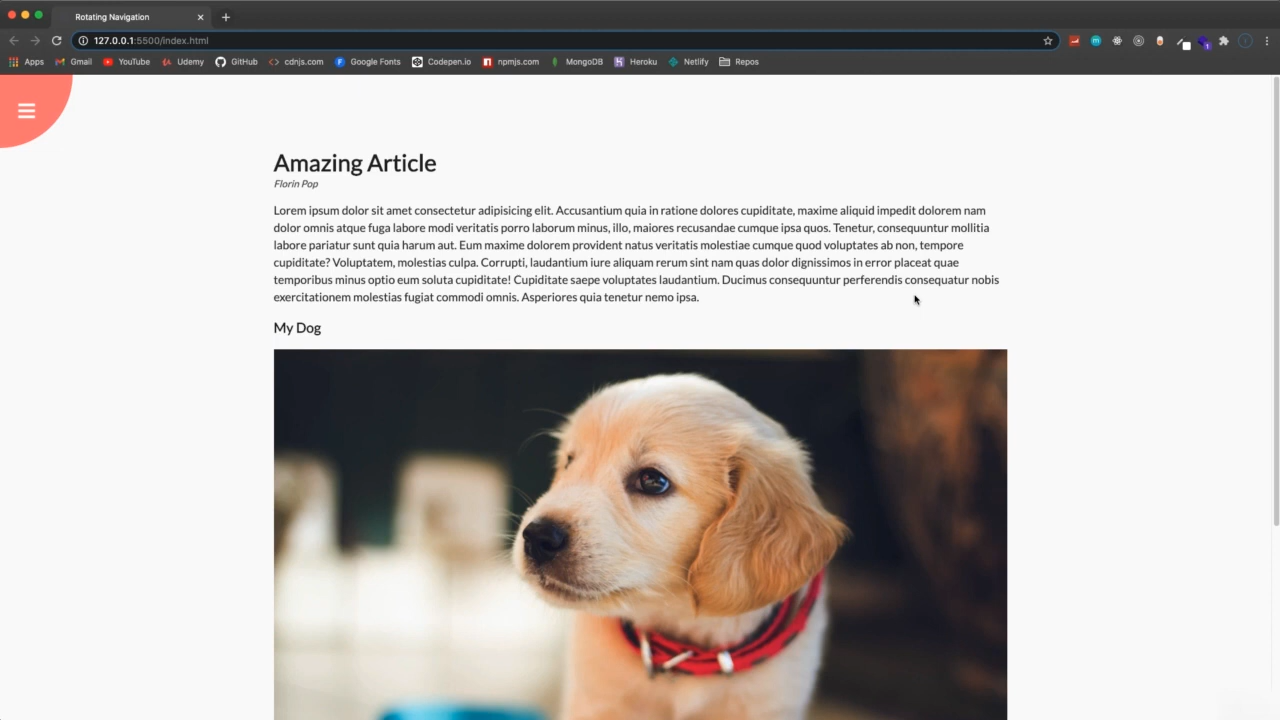 Rotating Navigation
127.0.0.1:5500/index.html
Apps Gmail YouTube Udemy GitHub cdnjs.com Google Fonts Codepen.io npmjs.com MongoDB Heroku Netlify Repos
Amazing Article
Florin Pop
Lorem ipsum dolor sit amet consectetur adipisicing elit. Accusantium quia in ratione dolores cupiditate, maxime aliquid impedit dolorem nam
dolor omnis atque fuga labore modi veritatis porro laborum minus, illo, maiores recusandae cumque ipsa quos. Tenetur, consequuntur mollitia
labore pariatur sunt quia harum aut. Eum maxime dolorem provident natus veritatis molestiae cumque quod voluptates ab non, tempore
cupiditate? Voluptatem, molestias culpa. Corrupti, laudantium iure aliquam rerum sint nam quas dolor dignissimos in error placeat quae
temporibus minus optio eum soluta cupiditate! Cupiditate saepe voluptates laudantium. Ducimus consequuntur perferendis consequatur nobis
exercitationem molestias fugiat commodi omnis. Asperiores quia tenetur nemo ipsa.
My Dog